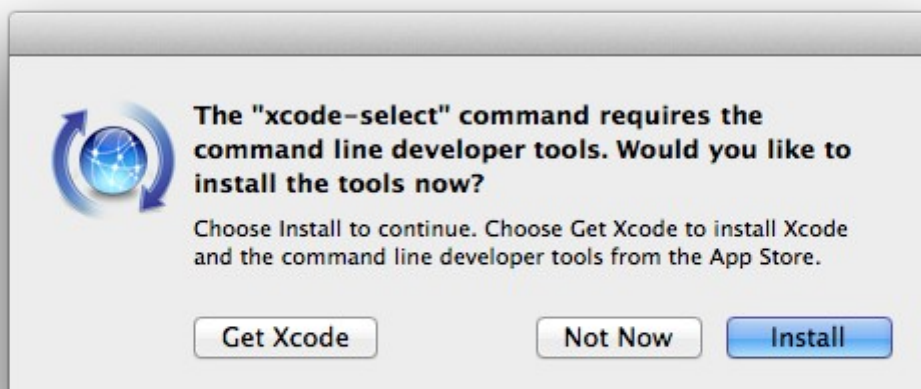 The "xcode-select" command requires the
command line developer tools. Would you like to
install the tools now?
Choose Install to continue. Choose Get Xcode to install Xcode
and the command line developer tools from the App Store.
Get Xcode Not Now Install